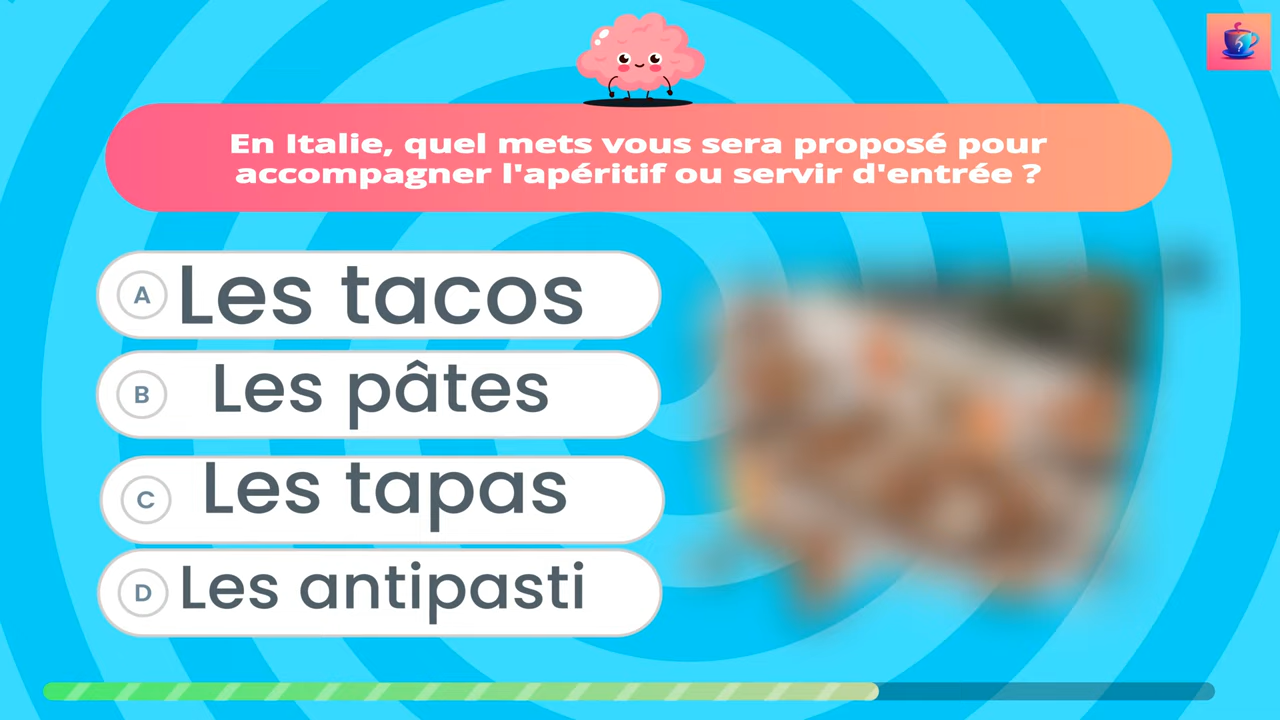 En Italie, quel mets vous sera proposé pour
accompagner l'apéritif ou servir d'entrée ?
A Les tacos
B Les pâtes
C Les tapas
D Les antipasti